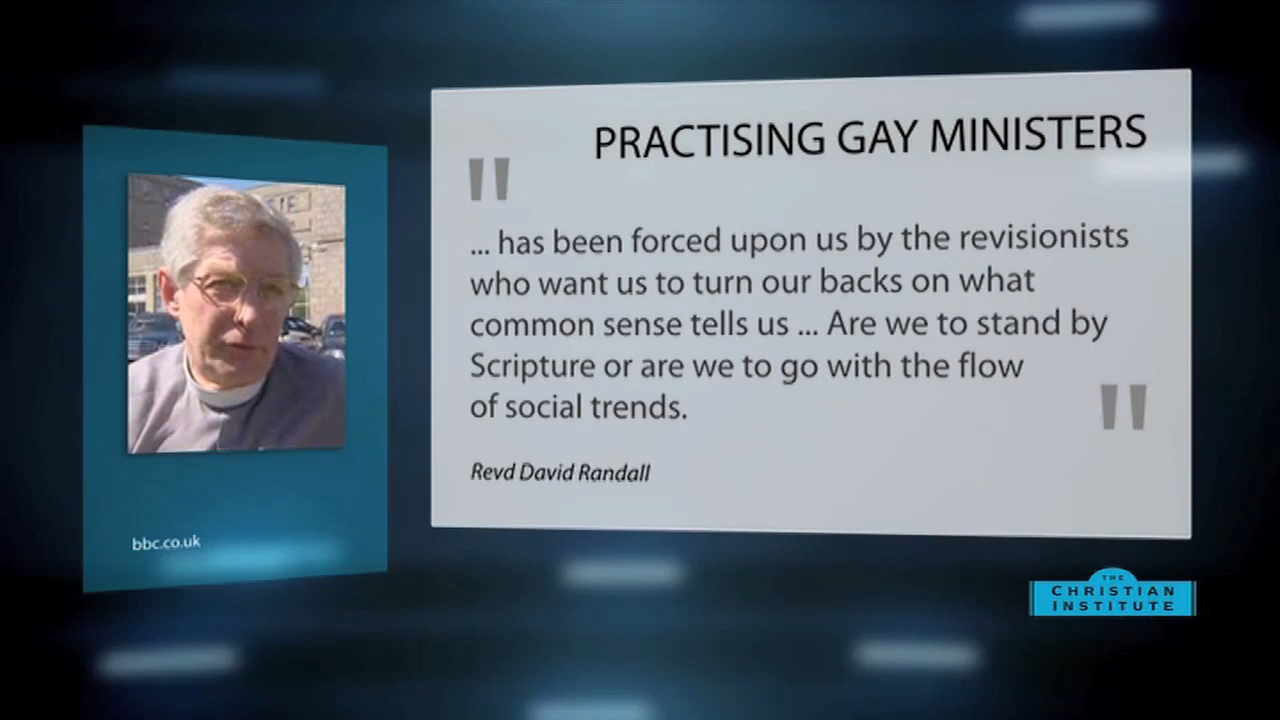 PRACTISING GAY MINISTERS
"
... has been forced upon us by the revisionists
who want us to turn our backs on what
common sense tells us ... Are we to stand by
Scripture or are we to go with the flow
of social trends.
"
Revd David Randall
bbc.co.uk
THE
CHRISTIAN
INSTITUTE